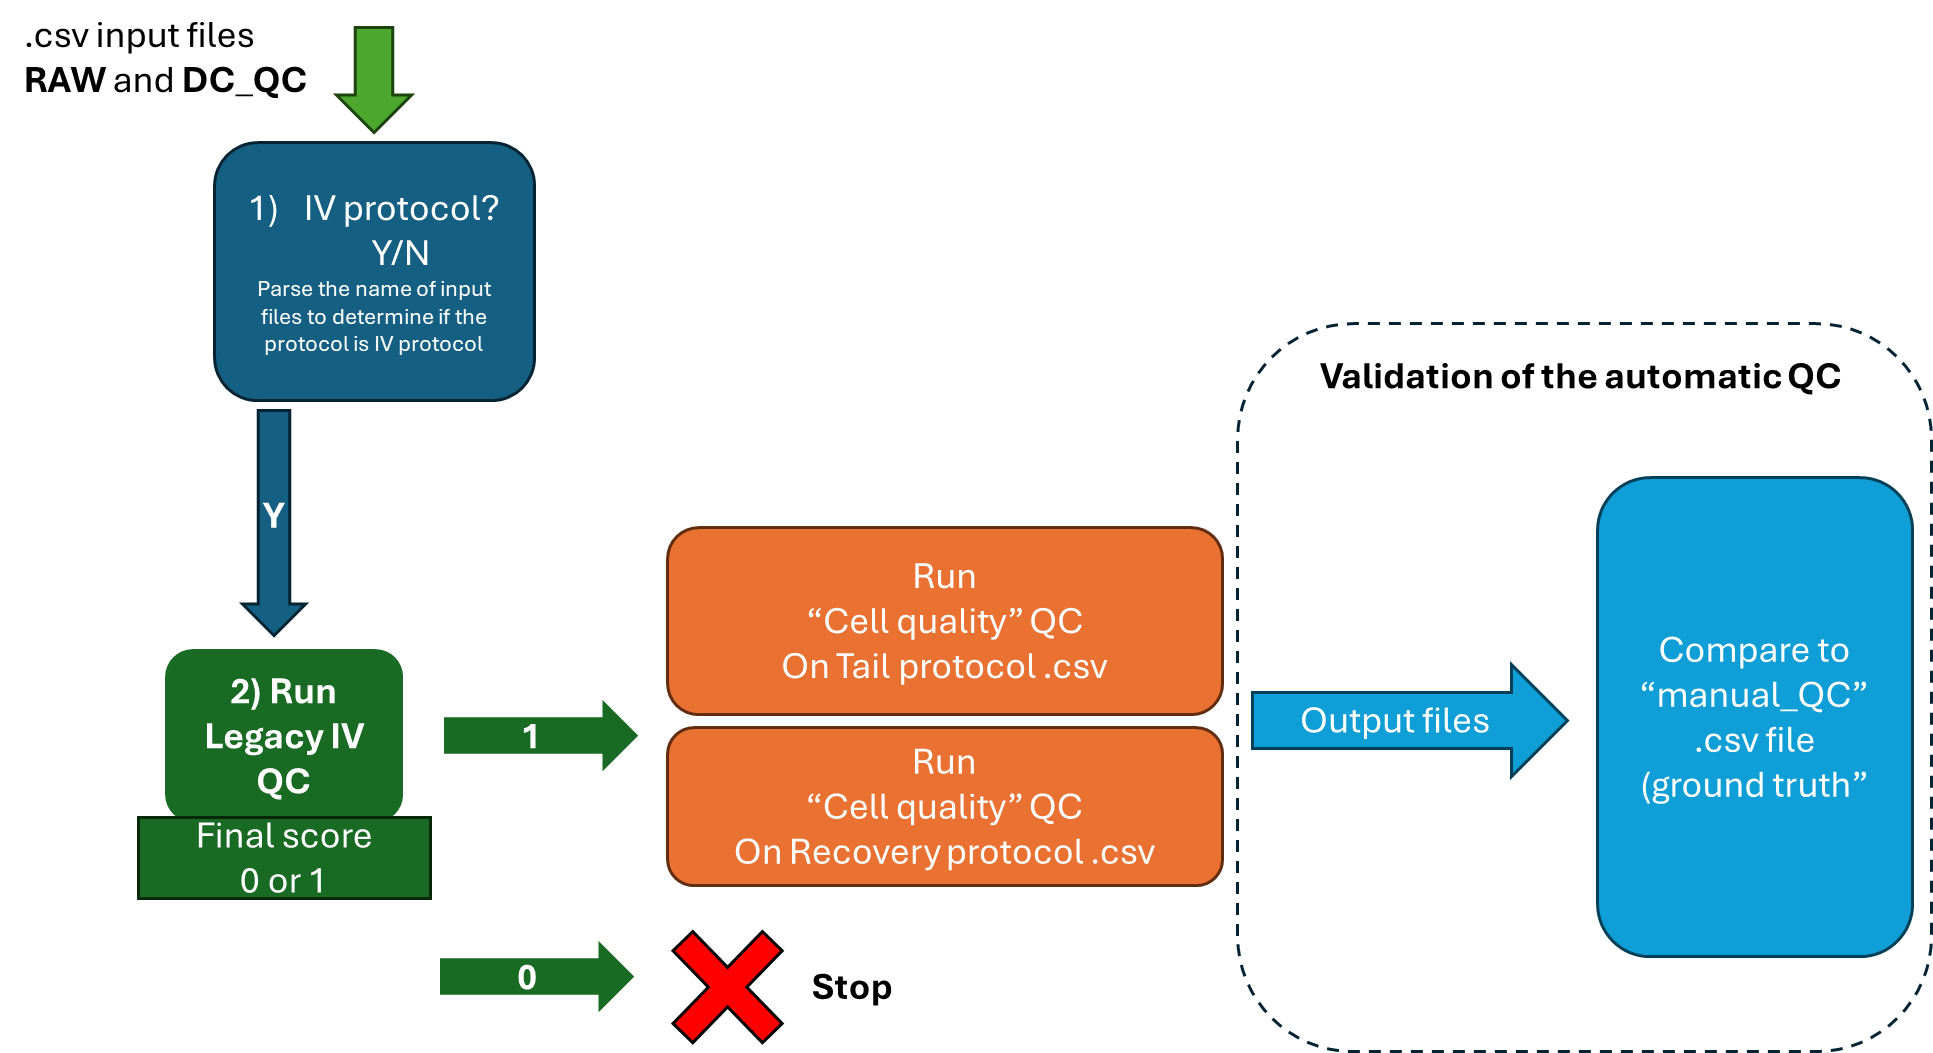 .csv input files
RAW and DC_QC
1) IV protocol?
Y/N
Parse the name of input
files to determine if the
protocol is IV protocol
Y
2) Run
Legacy IV
QC
Final score
0 or 1
1
0
Stop
Run
“Cell quality” QC
On Tail protocol .csv
Run
“Cell quality” QC
On Recovery protocol .csv
Validation of the automatic QC
Output files
Compare to
“manual_QC”
.csv file
(ground truth”